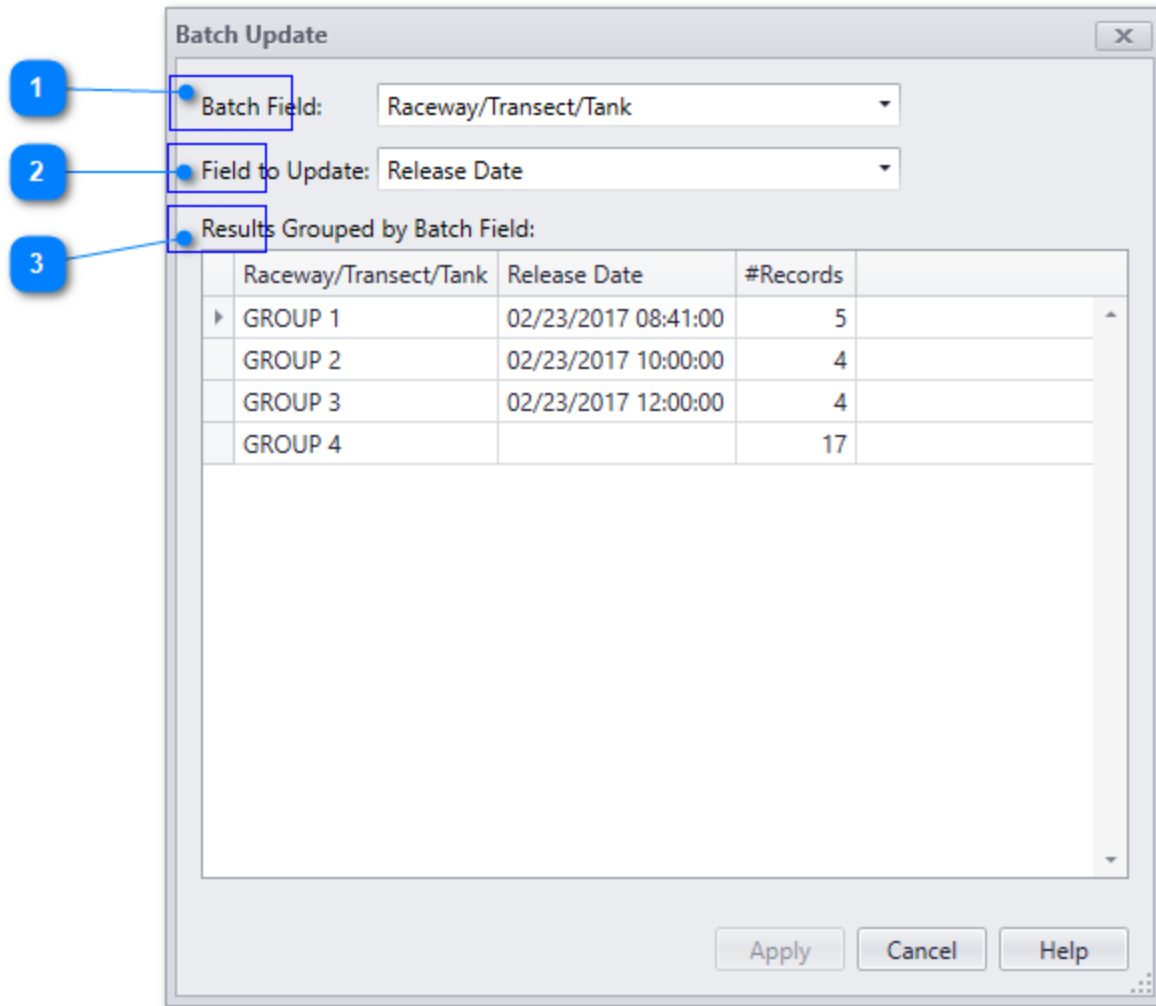 Batch Update
1
Batch Field: Raceway/Transect/Tank
2
Field to Update: Release Date
3
Results Grouped by Batch Field:
Raceway/Transect/Tank Release Date #Records
GROUP 1 02/23/2017 08:41:00 5
GROUP 2 02/23/2017 10:00:00 4
GROUP 3 02/23/2017 12:00:00 4
GROUP 4 17
Apply Cancel Help